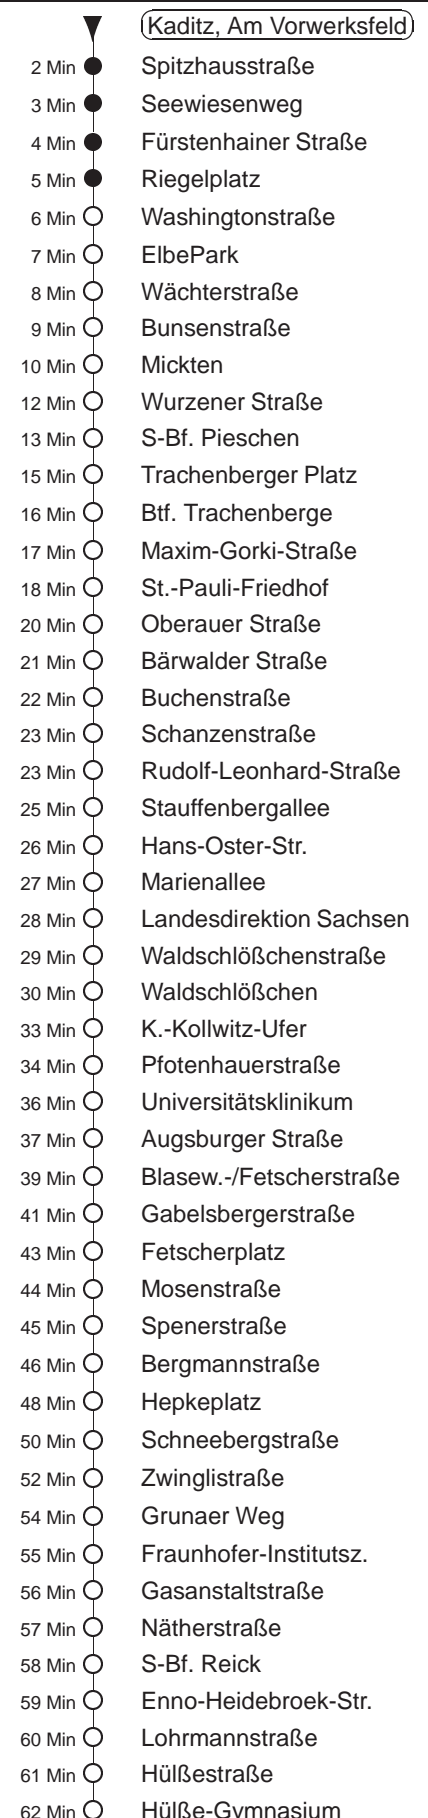 Kaditz, Am Vorwerksfeld
2 Min Spitzhausstraße
3 Min Seewiesenweg
4 Min Fürstenhainer Straße
5 Min Riegelplatz
6 Min Washingtonstraße
7 Min ElbePark
8 Min Wächterstraße
9 Min Bunsenstraße
10 Min Mickten
12 Min Wurzener Straße
13 Min S-Bf. Pieschen
15 Min Trachenberger Platz
16 Min Btf. Trachenberge
17 Min Maxim-Gorki-Straße
18 Min St.-Pauli-Friedhof
20 Min Oberauer Straße
21 Min Bärwalder Straße
22 Min Buchenstraße
23 Min Schanzenstraße
23 Min Rudolf-Leonhard-Straße
25 Min Stauffenbergallee
26 Min Hans-Oster-Str.
27 Min Marienallee
28 Min Landesdirektion Sachsen
29 Min Waldschlößchenstraße
30 Min Waldschlößchen
33 Min K.-Kollwitz-Ufer
34 Min Pfotenhauerstraße
36 Min Universitätsklinikum
37 Min Augsburger Straße
39 Min Blasew.-/Fetscherstraße
41 Min Gabelsbergerstraße
43 Min Fetscherplatz
44 Min Mosenstraße
45 Min Spenerstraße
46 Min Bergmannstraße
48 Min Hepkeplatz
50 Min Schneebergstraße
52 Min Zwinglistraße
54 Min Grunaer Weg
55 Min Fraunhofer-Institutsz.
56 Min Gasanstaltstraße
57 Min Nätherstraße
58 Min S-Bf. Reick
59 Min Enno-Heidebroek-Str.
60 Min Lohrmannstraße
61 Min Hülßestraße
62 Min Hülße-Gymnasium